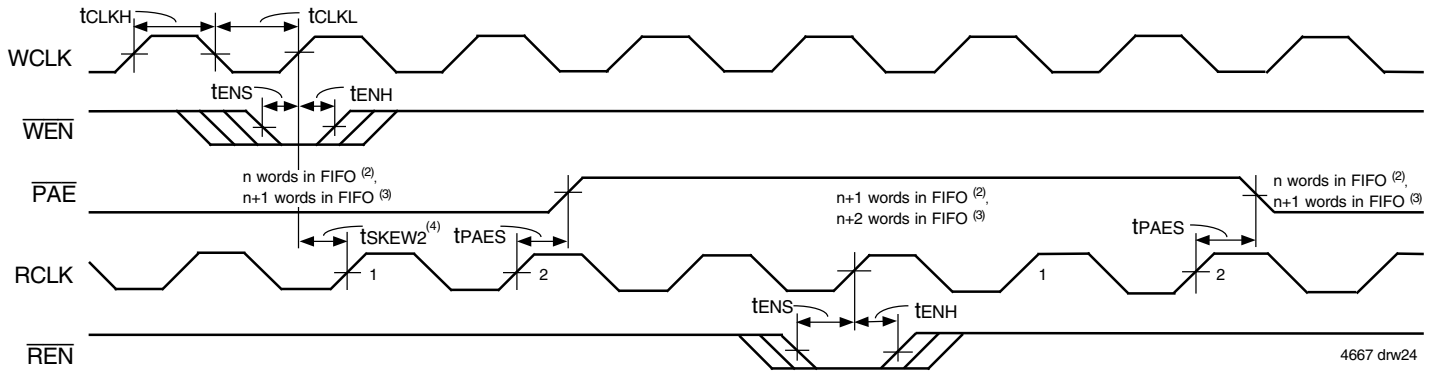 tCLKH tCLKL
WCLK
tENS tENH
WEN
n words in FIFO (2),
n+1 words in FIFO (3)
PAE
n+1 words in FIFO (2),
n+2 words in FIFO (3)
n words in FIFO (2),
n+1 words in FIFO (3)
tSKEW2(4) tPAES tPAES
RCLK 1 2 1 2
tENS tENH
REN
4667 drw24